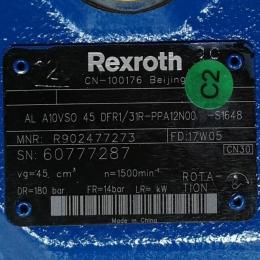 Rexroth
CN-100176 Beijing
C2
AL A10VSO 45 DFR1/31R-PPA12N00 -S1648
MNR: R902477273 FD:17W05
SN: 60777287 CN30
vg=45, cm³ n=1500min⁻¹ ROTA-
DR=180 bar FR=14bar LR= kW TION
Made in China